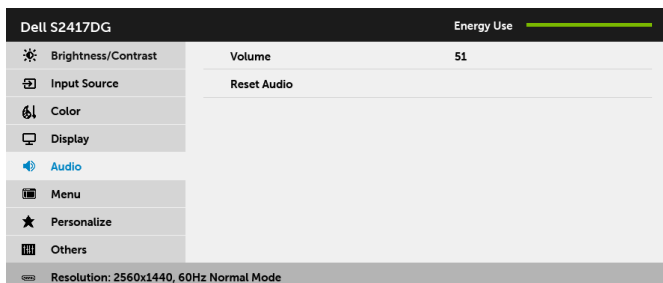 Dell S2417DG Energy Use
Brightness/Contrast Volume 51
Input Source Reset Audio
Color
Display
Audio
Menu
Personalize
Others
Resolution: 2560x1440, 60Hz Normal Mode